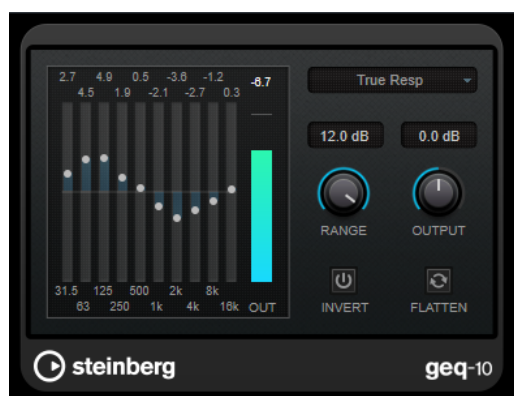 2.7 4.9 0.5 -3.6 -1.2
4.5 1.9 -2.1 -2.7 0.3
-6.7
True Resp
12.0 dB 0.0 dB
RANGE OUTPUT
31.5 125 500 2k 8k
63 250 1k 4k 16k OUT
INVERT FLATTEN
steinberg geq-10